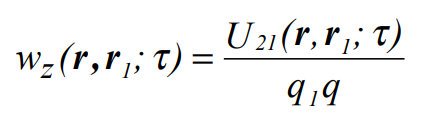 w_z(r,r_1; τ) = U_21(r,r_1; τ) / q_1 q